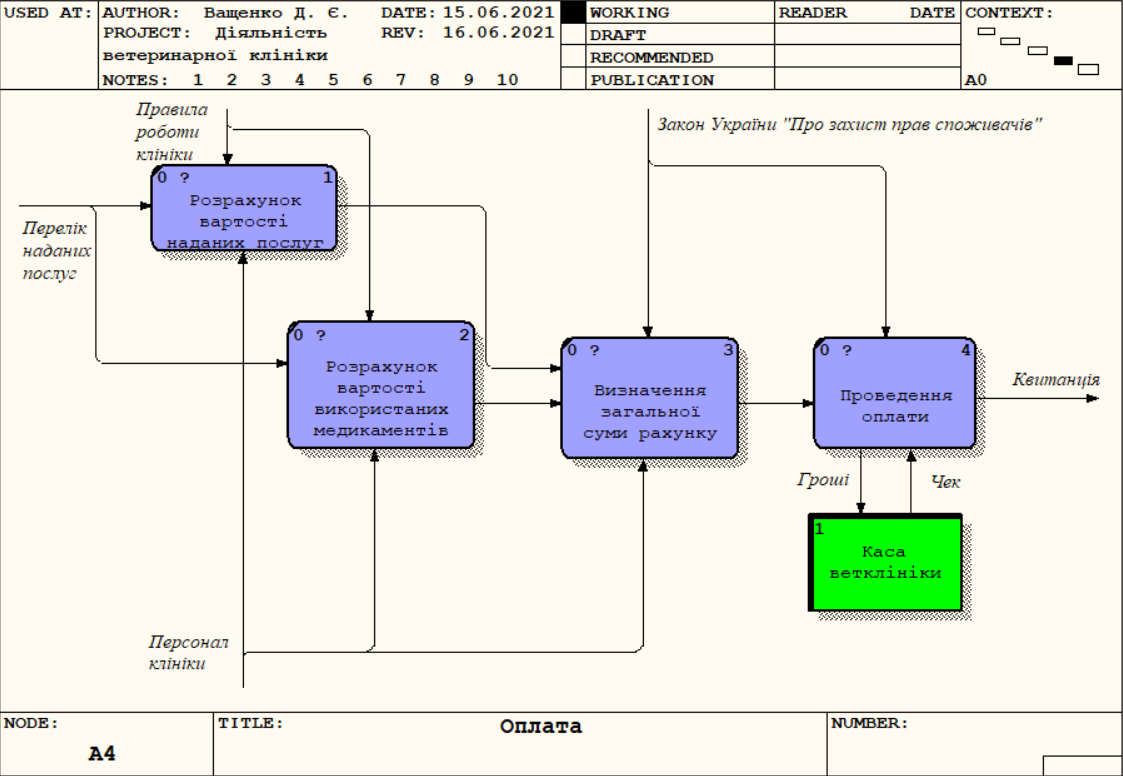 USED AT:
AUTHOR: Ващенко Д. Є.
DATE: 15.06.2021
PROJECT: Діяльність
REV: 16.06.2021
ветеринарної клініки
NOTES: 1 2 3 4 5 6 7 8 9 10
WORKING
DRAFT
RECOMMENDED
PUBLICATION
READER DATE
CONTEXT:
A0
Правила
роботи
клініки
Закон України "Про захист прав споживачів"
0 ? 1
Розрахунок
вартості
наданих послуг
Перелік
наданих
послуг
0 ? 2
Розрахунок
вартості
використаних
медикаментів
0 ? 3
Визначення
загальної
суми рахунку
0 ? 4
Проведення
оплати
Квитанція
Гроші
Чек
1
Каса
ветклініки
Персонал
клініки
NODE:
A4
TITLE:
Оплата
NUMBER: